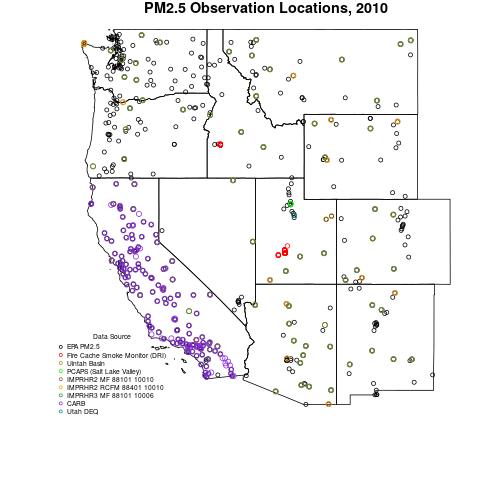 PM2.5 Observation Locations, 2010
Data Source
EPA PM2.5
Fire Cache Smoke Monitor (DRI)
Uintah Basin
PCAPS (Salt Lake Valley)
IMPRHR2 MF 88101 10010
IMPRHR2 RCFM 88401 10010
IMPRHR3 MF 88101 10006
CARB
Utah DEQ